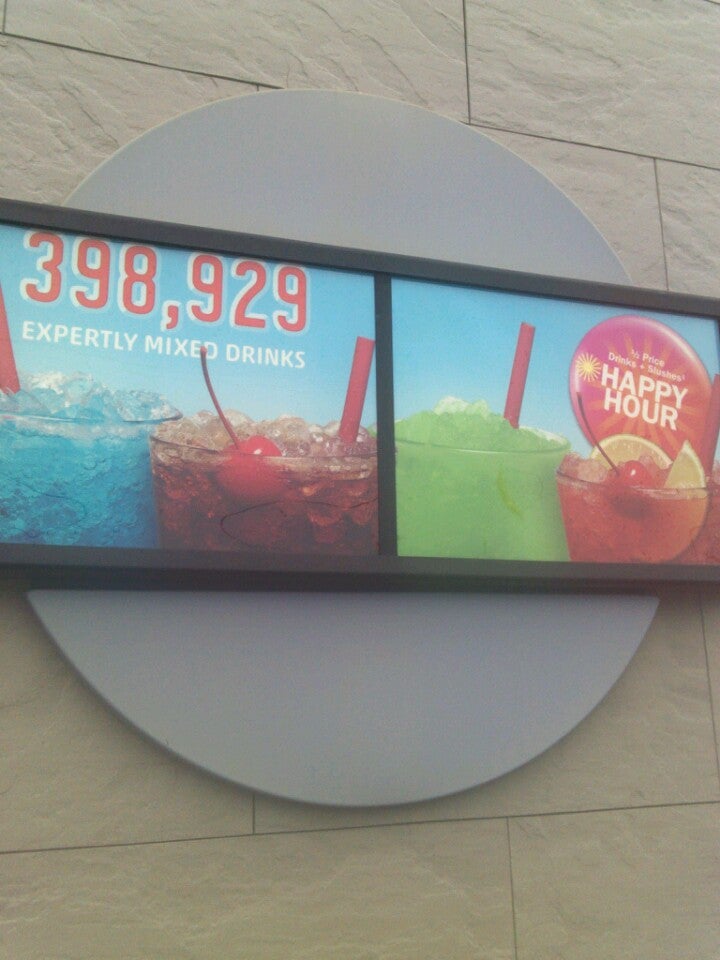 398,929
EXPERTLY MIXED DRINKS
½ Price
Drinks + Slushes
HAPPY
HOUR